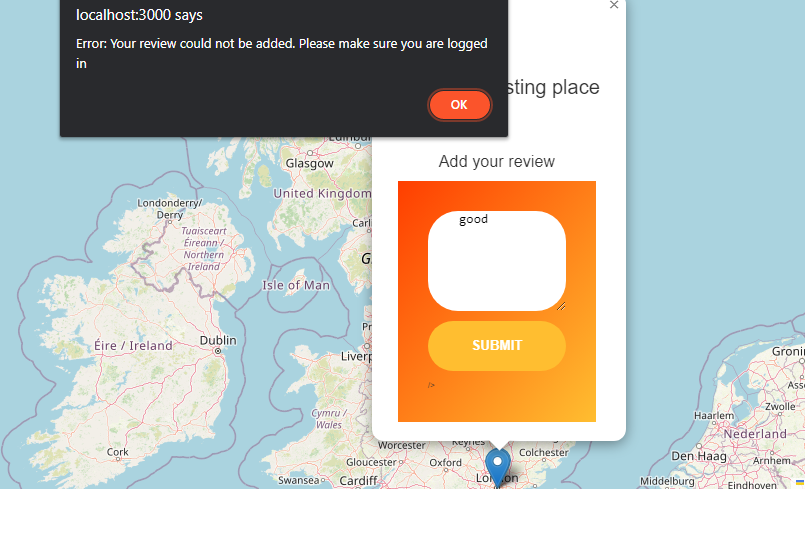 localhost:3000 says
Error: Your review could not be added. Please make sure you are logged
in
OK
sting place
Add your review
good
SUBMIT
/>
Glasgow
United Kingdom
Londonderry/
Derry
Tuaisceart
Éireann /
Northern
Ireland
Isle of Man
Dublin
Éire / Ireland
Liverp
Cork
Cymru /
Wales
Worcester
Keynes
Colchester
Gloucester
Oxford
Swansea
Cardiff
London
Groni
Asse
Zwolle
Haarlem
Nederland
Den Haag
Arnhem
Middelburg
Eindhoven